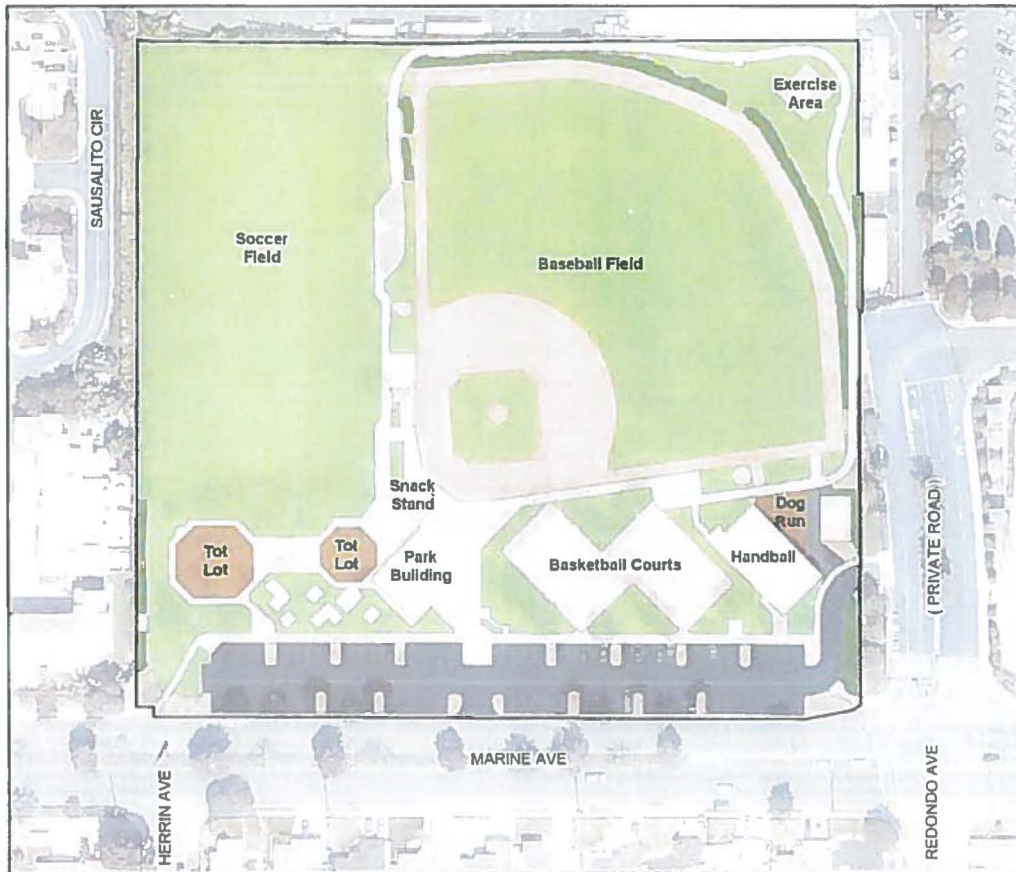 Exercise
Area
SAUSALITO CIR
Soccer
Field
Baseball Field
Snack
Stand
Dog
Run
Tot
Lot
Tot
Lot
Park
Building
Basketball Courts
Handball
( PRIVATE ROAD )
MARINE AVE
HERRIN AVE
REDONDO AVE